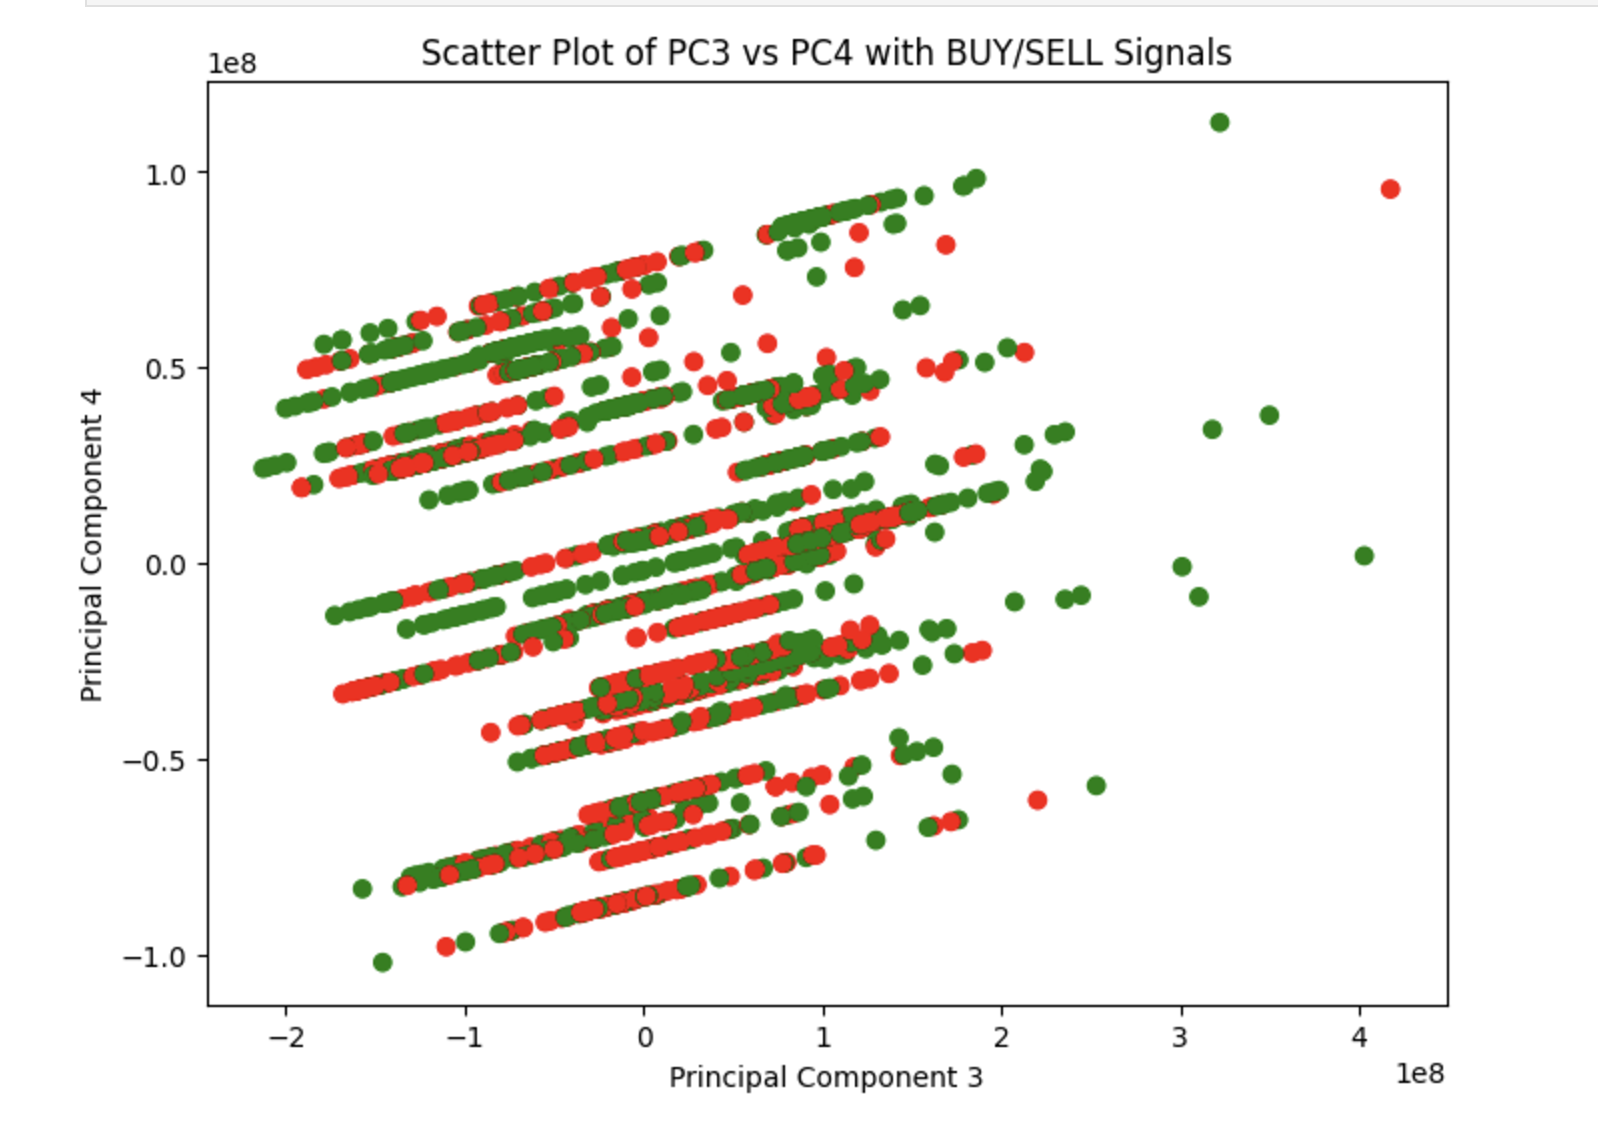 Scatter Plot of PC3 vs PC4 with BUY/SELL Signals
1e8
1.0
0.5
0.0
−0.5
−1.0
Principal Component 4
−2 −1 0 1 2 3 4
Principal Component 3
1e8